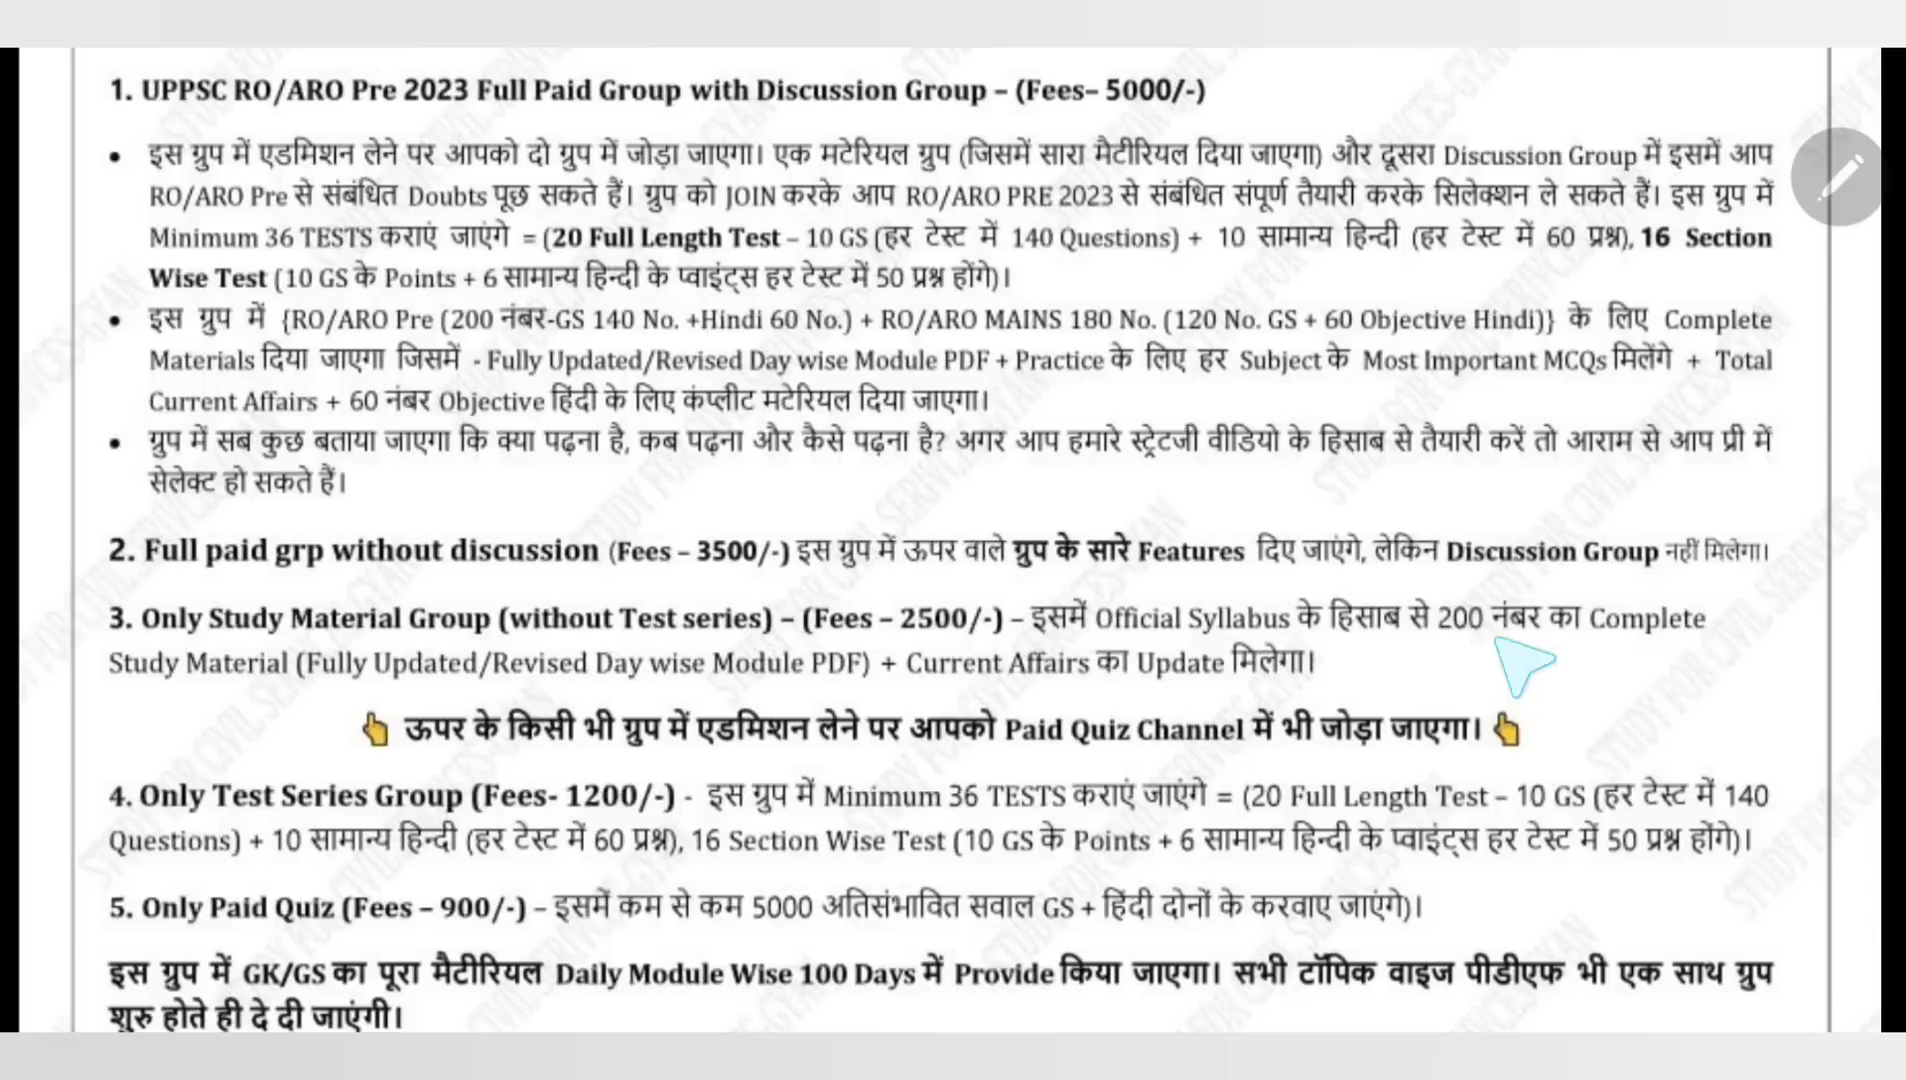 1. UPPSC RO/ARO Pre 2023 Full Paid Group with Discussion Group – (Fees– 5000/-)
• इस ग्रुप में एडमिशन लेने पर आपको दो ग्रुप में जोड़ा जाएगा। एक मटेरियल ग्रुप (जिसमें सारा मैटीरियल दिया जाएगा) और दूसरा Discussion Group में इसमें आप
RO/ARO Pre से संबंधित Doubts पूछ सकते हैं। ग्रुप को JOIN करके आप RO/ARO PRE 2023 से संबंधित संपूर्ण तैयारी करके सिलेक्शन ले सकते हैं। इस ग्रुप में
Minimum 36 TESTS कराएं जाएंगे = (20 Full Length Test – 10 GS (हर टेस्ट में 140 Questions) + 10 सामान्य हिन्दी (हर टेस्ट में 60 प्रश्न), 16 Section
Wise Test (10 GS के Points + 6 सामान्य हिन्दी के प्वाइंट्स हर टेस्ट में 50 प्रश्न होंगे)।
• इस ग्रुप में {RO/ARO Pre (200 नंबर-GS 140 No. +Hindi 60 No.) + RO/ARO MAINS 180 No. (120 No. GS + 60 Objective Hindi)} के लिए Complete
Materials दिया जाएगा जिसमें - Fully Updated/Revised Day wise Module PDF + Practice के लिए हर Subject के Most Important MCQs मिलेंगे + Total
Current Affairs + 60 नंबर Objective हिंदी के लिए कंप्लीट मटेरियल दिया जाएगा।
• ग्रुप में सब कुछ बताया जाएगा कि क्या पढ़ना है, कब पढ़ना और कैसे पढ़ना है? अगर आप हमारे स्ट्रेटजी वीडियो के हिसाब से तैयारी करें तो आराम से आप प्री में
सेलेक्ट हो सकते हैं।
2. Full paid grp without discussion (Fees – 3500/-) इस ग्रुप में ऊपर वाले ग्रुप के सारे Features दिए जाएंगे, लेकिन Discussion Group नहीं मिलेगा।
3. Only Study Material Group (without Test series) – (Fees – 2500/-) – इसमें Official Syllabus के हिसाब से 200 नंबर का Complete
Study Material (Fully Updated/Revised Day wise Module PDF) + Current Affairs का Update मिलेगा।
👆 ऊपर के किसी भी ग्रुप में एडमिशन लेने पर आपको Paid Quiz Channel में भी जोड़ा जाएगा। 👆
4. Only Test Series Group (Fees- 1200/-) - इस ग्रुप में Minimum 36 TESTS कराएं जाएंगे = (20 Full Length Test – 10 GS (हर टेस्ट में 140
Questions) + 10 सामान्य हिन्दी (हर टेस्ट में 60 प्रश्न), 16 Section Wise Test (10 GS के Points + 6 सामान्य हिन्दी के प्वाइंट्स हर टेस्ट में 50 प्रश्न होंगे)।
5. Only Paid Quiz (Fees – 900/-) – इसमें कम से कम 5000 अतिसंभावित सवाल GS + हिंदी दोनों के करवाए जाएंगे)।
इस ग्रुप में GK/GS का पूरा मैटीरियल Daily Module Wise 100 Days में Provide किया जाएगा। सभी टॉपिक वाइज पीडीएफ भी एक साथ ग्रुप
शुरु होते ही दे दी जाएंगी।